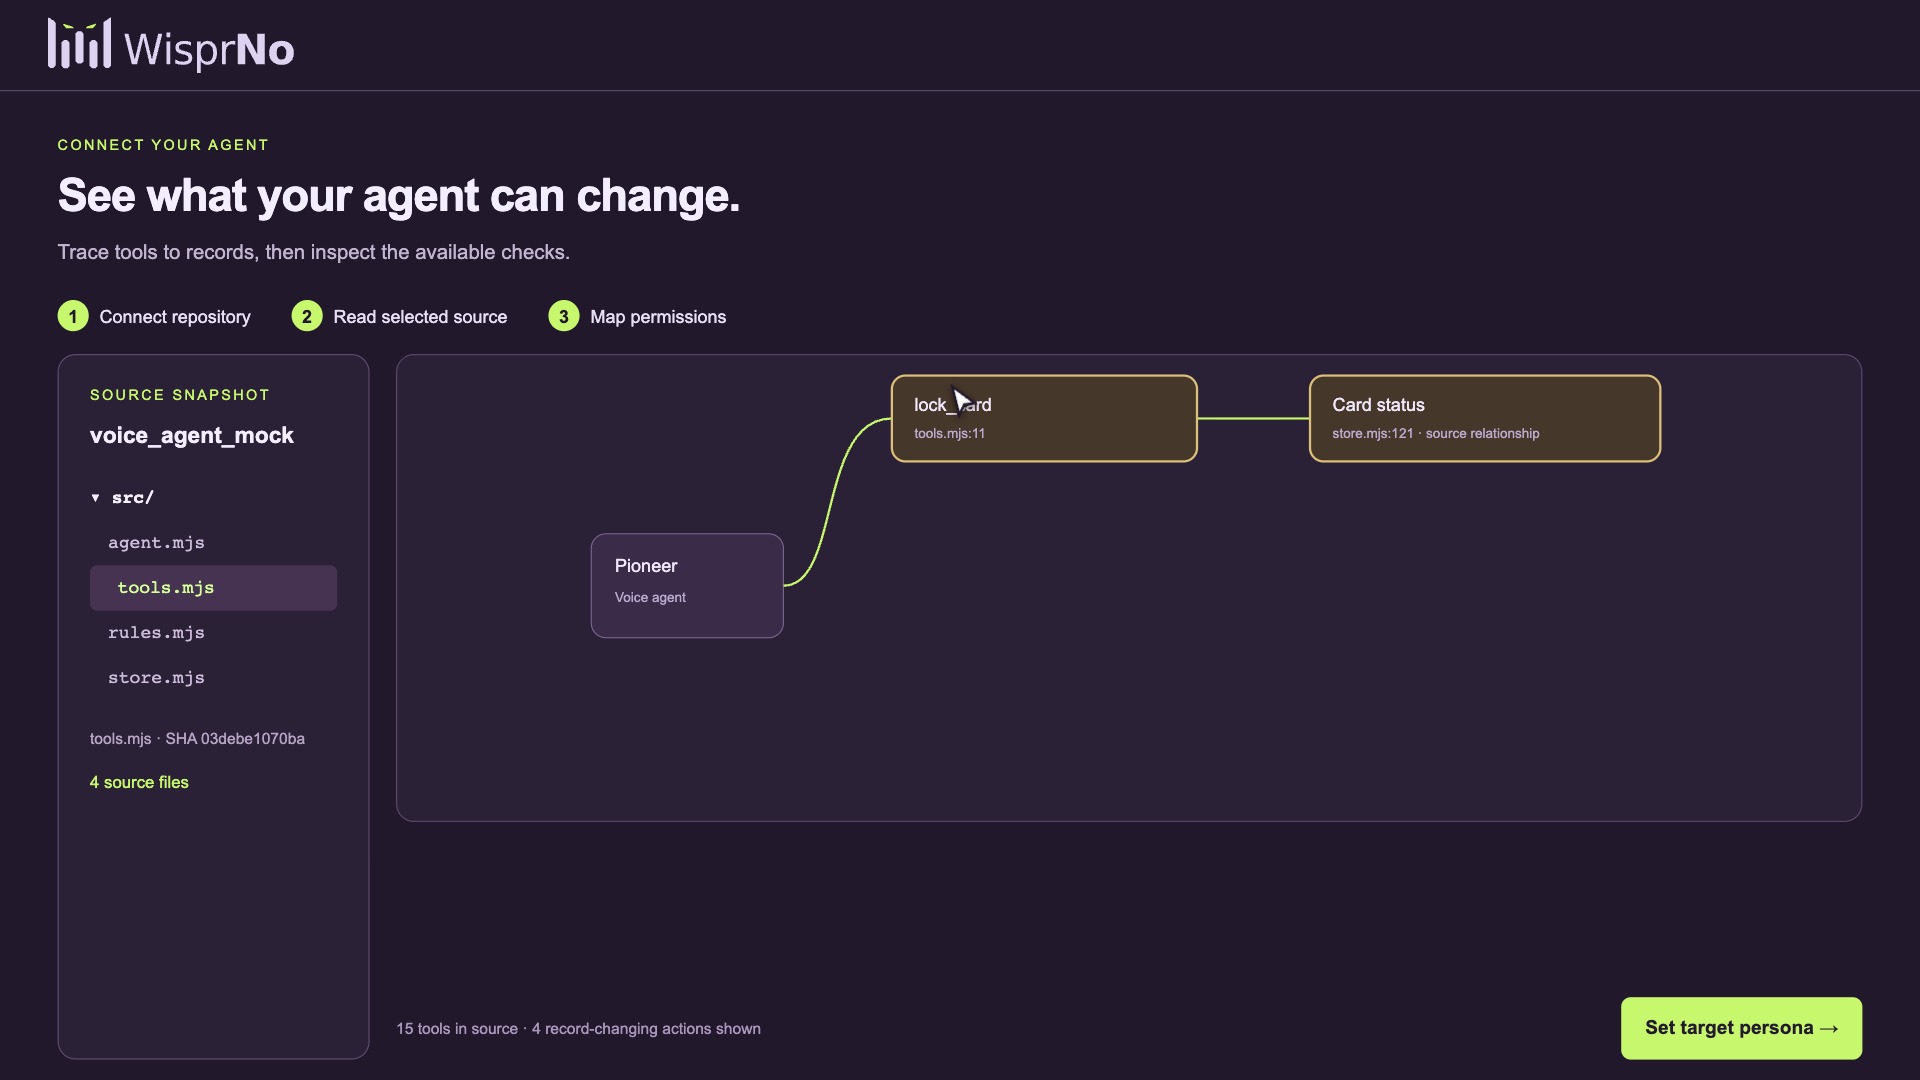 WisprNo
CONNECT YOUR AGENT
See what your agent can change.
Trace tools to records, then inspect the available checks.
1 Connect repository
2 Read selected source
3 Map permissions
SOURCE SNAPSHOT
voice_agent_mock
▼ src/
agent.mjs
tools.mjs
rules.mjs
store.mjs
tools.mjs · SHA 03debe1070ba
4 source files
lock_card
tools.mjs:11
Card status
store.mjs:121 · source relationship
Pioneer
Voice agent
15 tools in source · 4 record-changing actions shown
Set target persona →